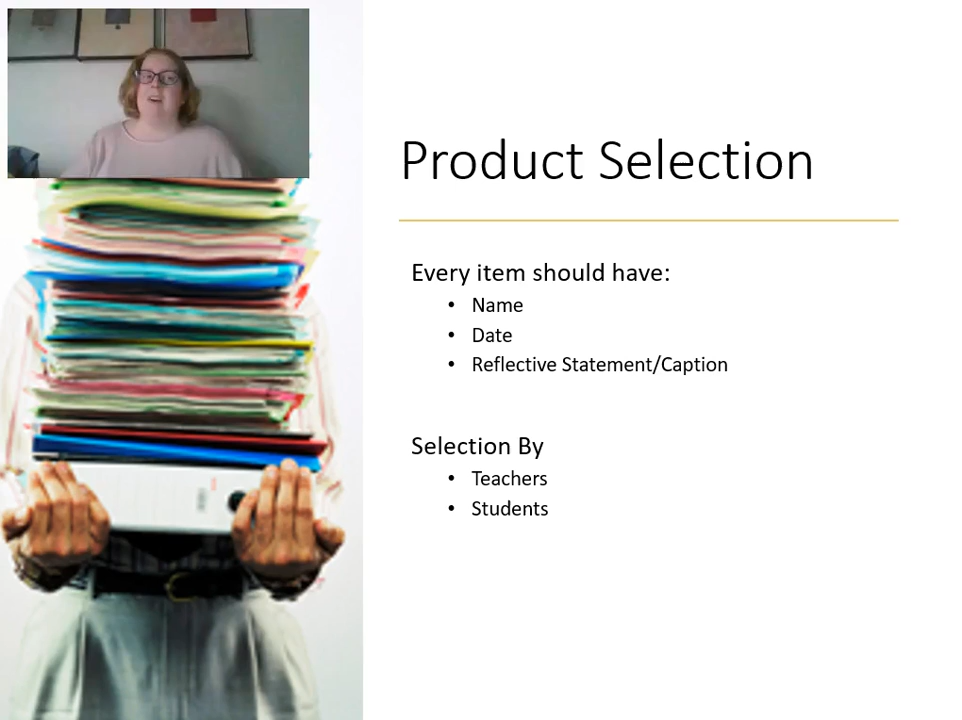 Product Selection
Every item should have:
• Name
• Date
• Reflective Statement/Caption
Selection By
• Teachers
• Students